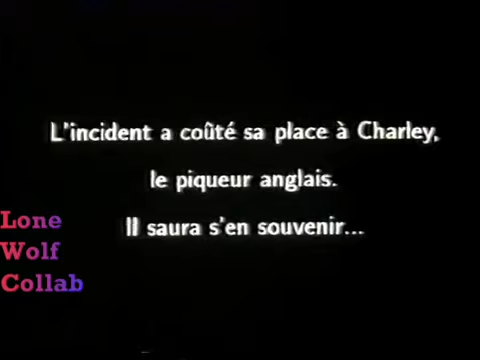 L'incident a coûté sa place à Charley,
le piqueur anglais.
Il saura s'en souvenir...
Lone
Wolf
Collab